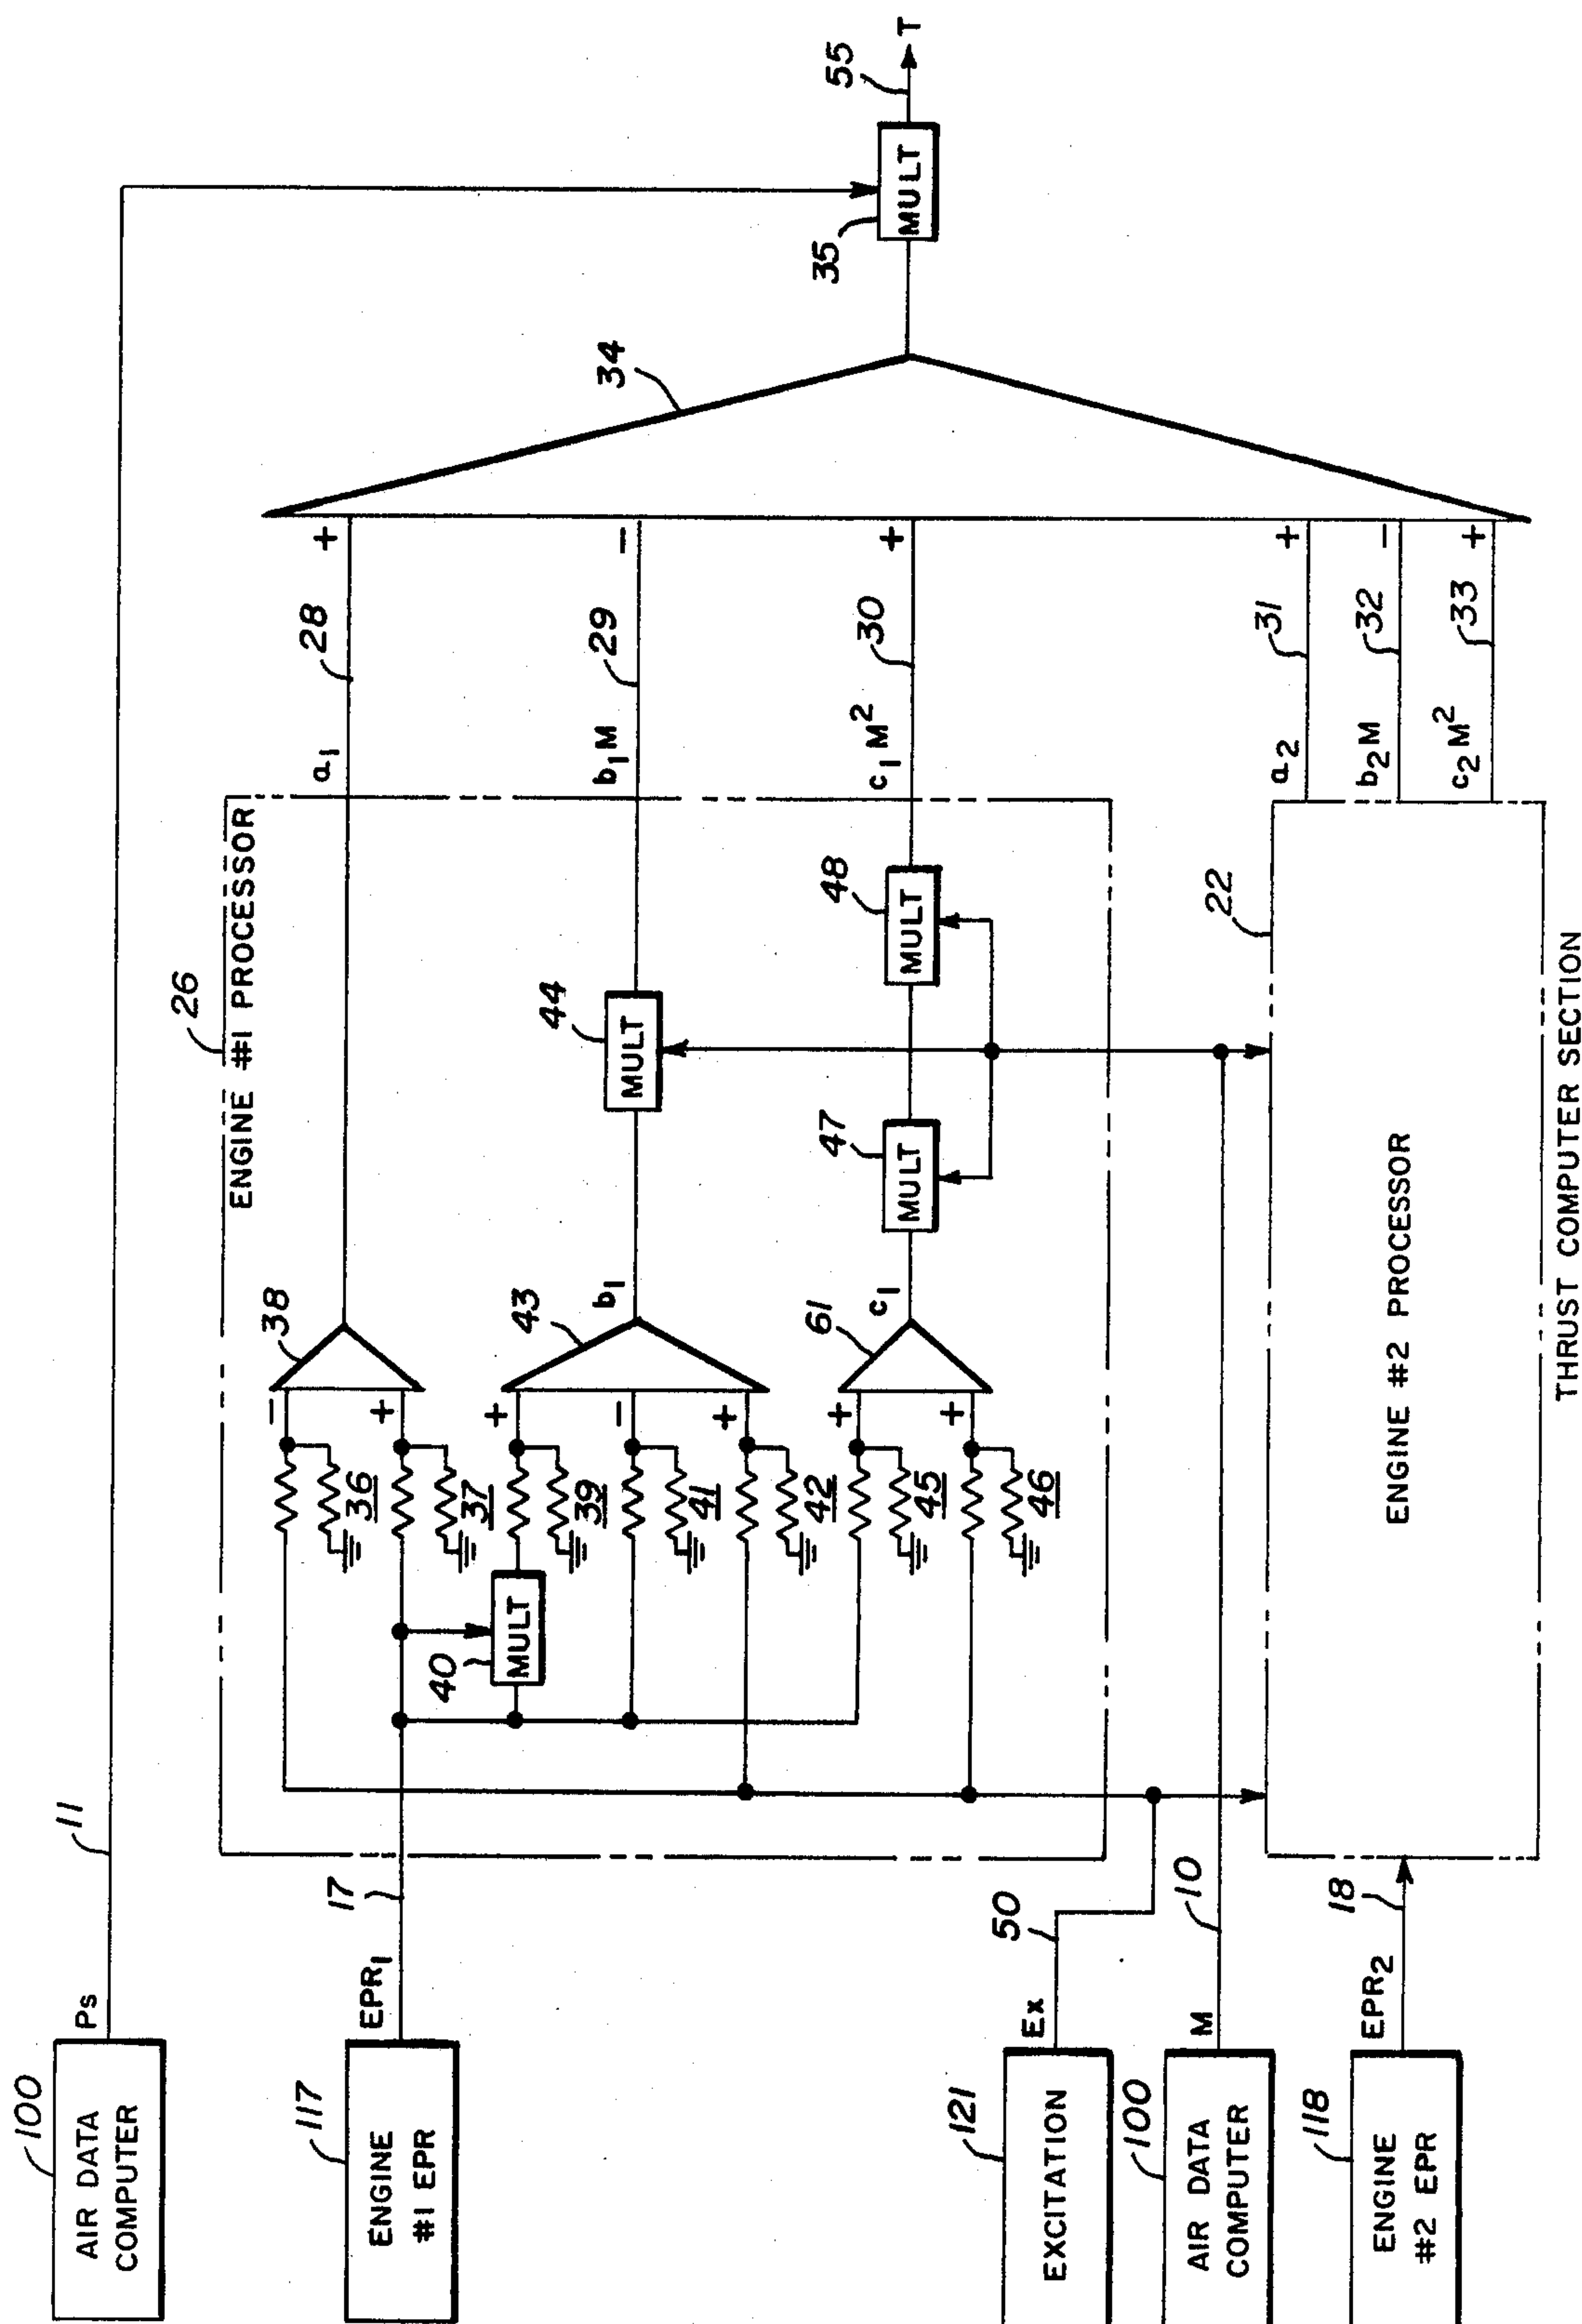 100
AIR DATA
COMPUTER
Ps
11
117
ENGINE
#1 EPR
EPR1
17
121
EXCITATION
Ex
50
100
AIR DATA
COMPUTER
M
10
118
ENGINE
#2 EPR
EPR2
18
26
ENGINE #1 PROCESSOR
40
MULT
36
37
39
41
42
45
46
-
+
38
+
-
+
43
+
+
61
b1
c1
44
MULT
47
MULT
48
MULT
a1
28
+
b1M
29
-
c1M2
30
+
22
ENGINE #2 PROCESSOR
a2
31
+
b2M
32
-
c2M2
33
+
34
35
MULT
55
T
THRUST COMPUTER SECTION